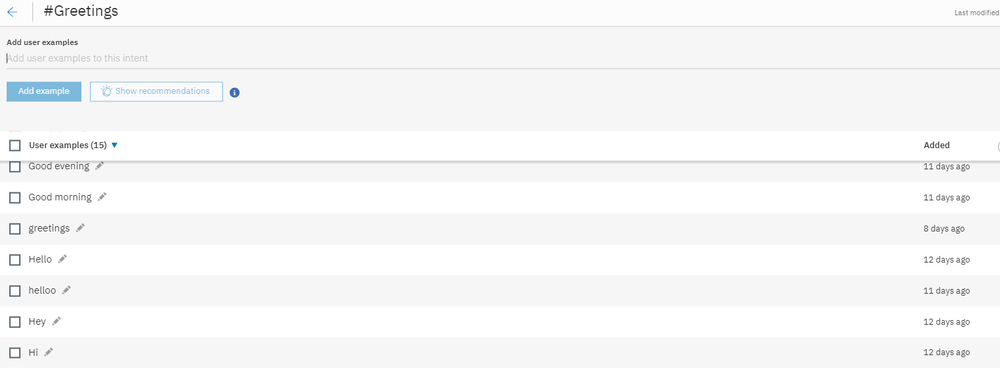 #Greetings
Last modified
Add user examples
Add user examples to this intent
Add example
Show recommendations
User examples (15) Added
Good evening 11 days ago
Good morning 11 days ago
greetings 8 days ago
Hello 12 days ago
helloo 11 days ago
Hey 12 days ago
Hi 12 days ago